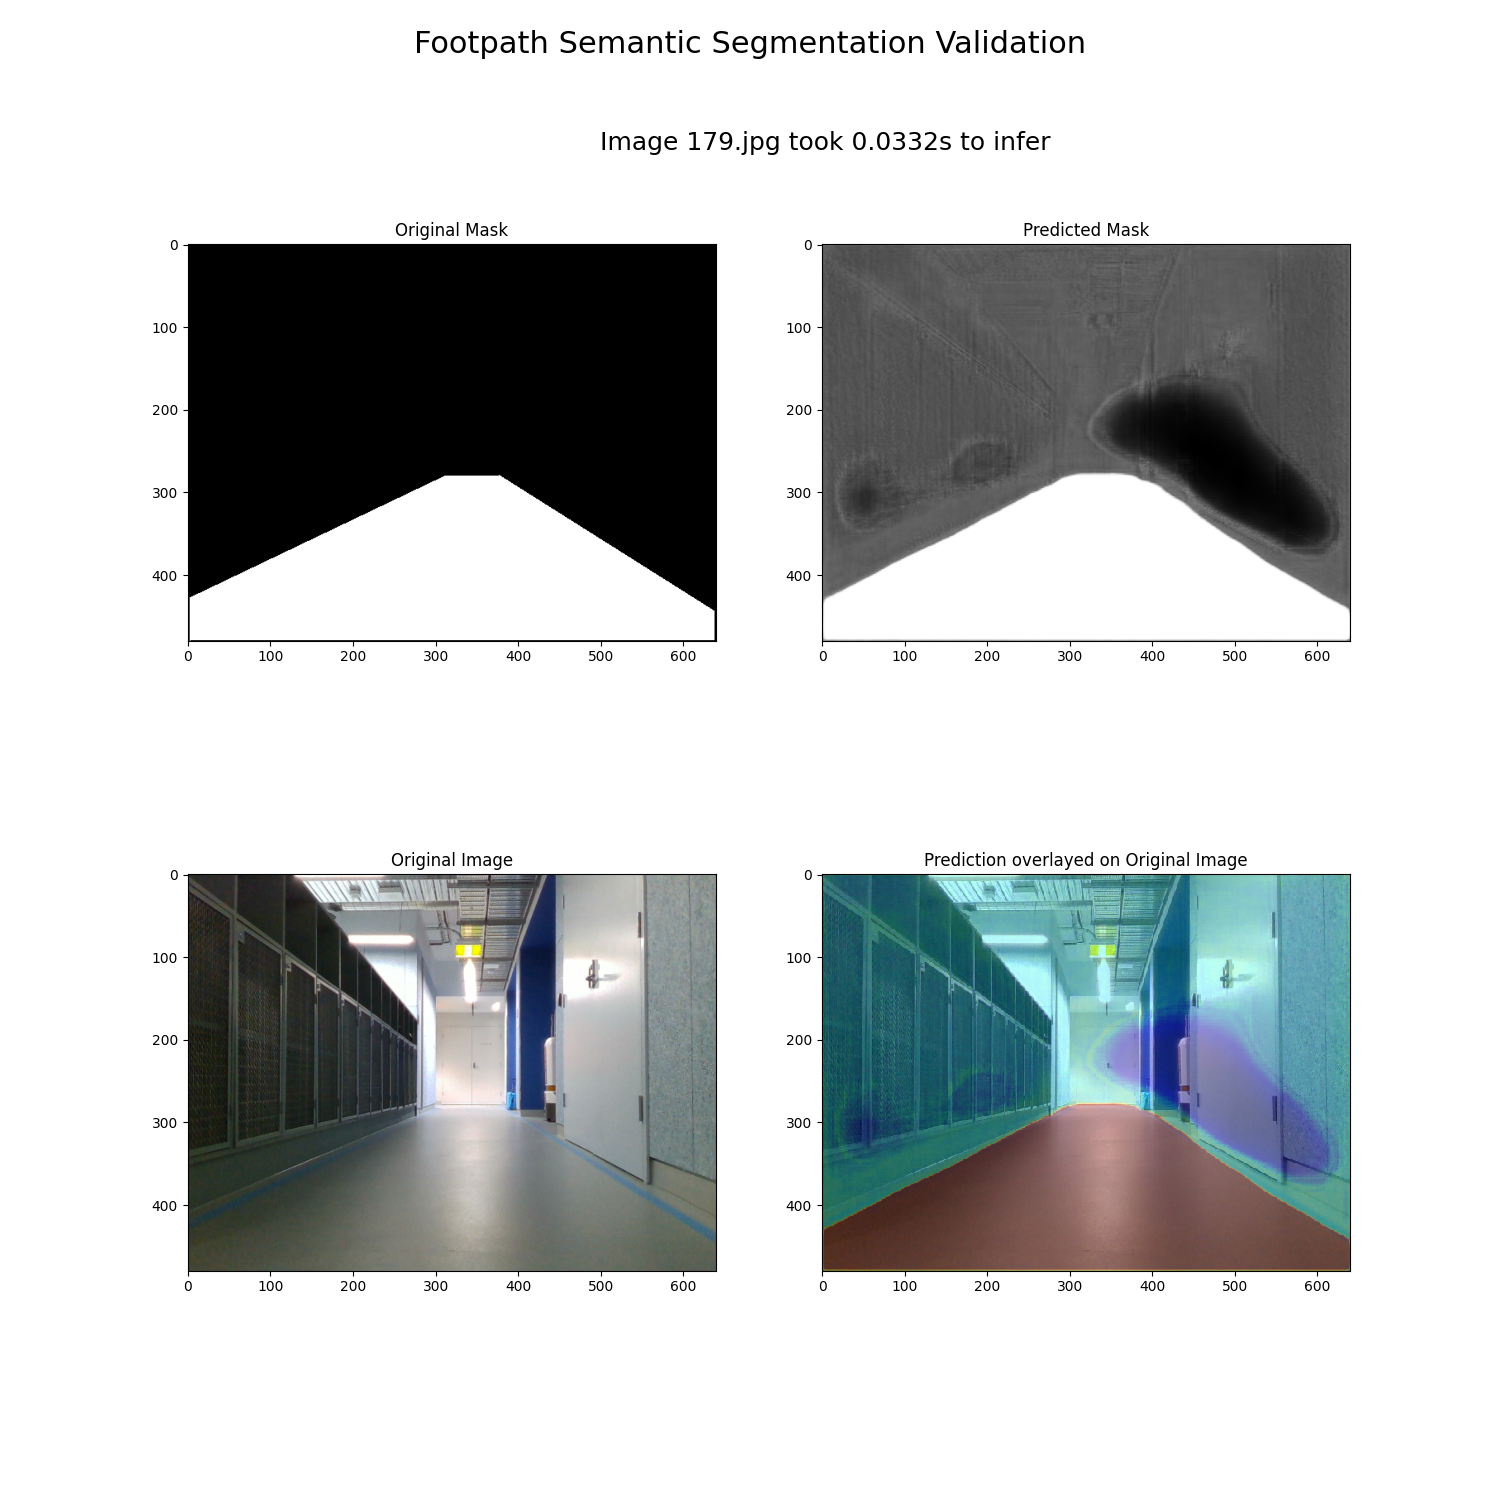 Footpath Semantic Segmentation Validation
Image 179.jpg took 0.0332s to infer
Original Mask
0
100
200
300
400
0 100 200 300 400 500 600
Predicted Mask
0
100
200
300
400
0 100 200 300 400 500 600
Original Image
0
100
200
300
400
0 100 200 300 400 500 600
Prediction overlayed on Original Image
0
100
200
300
400
0 100 200 300 400 500 600